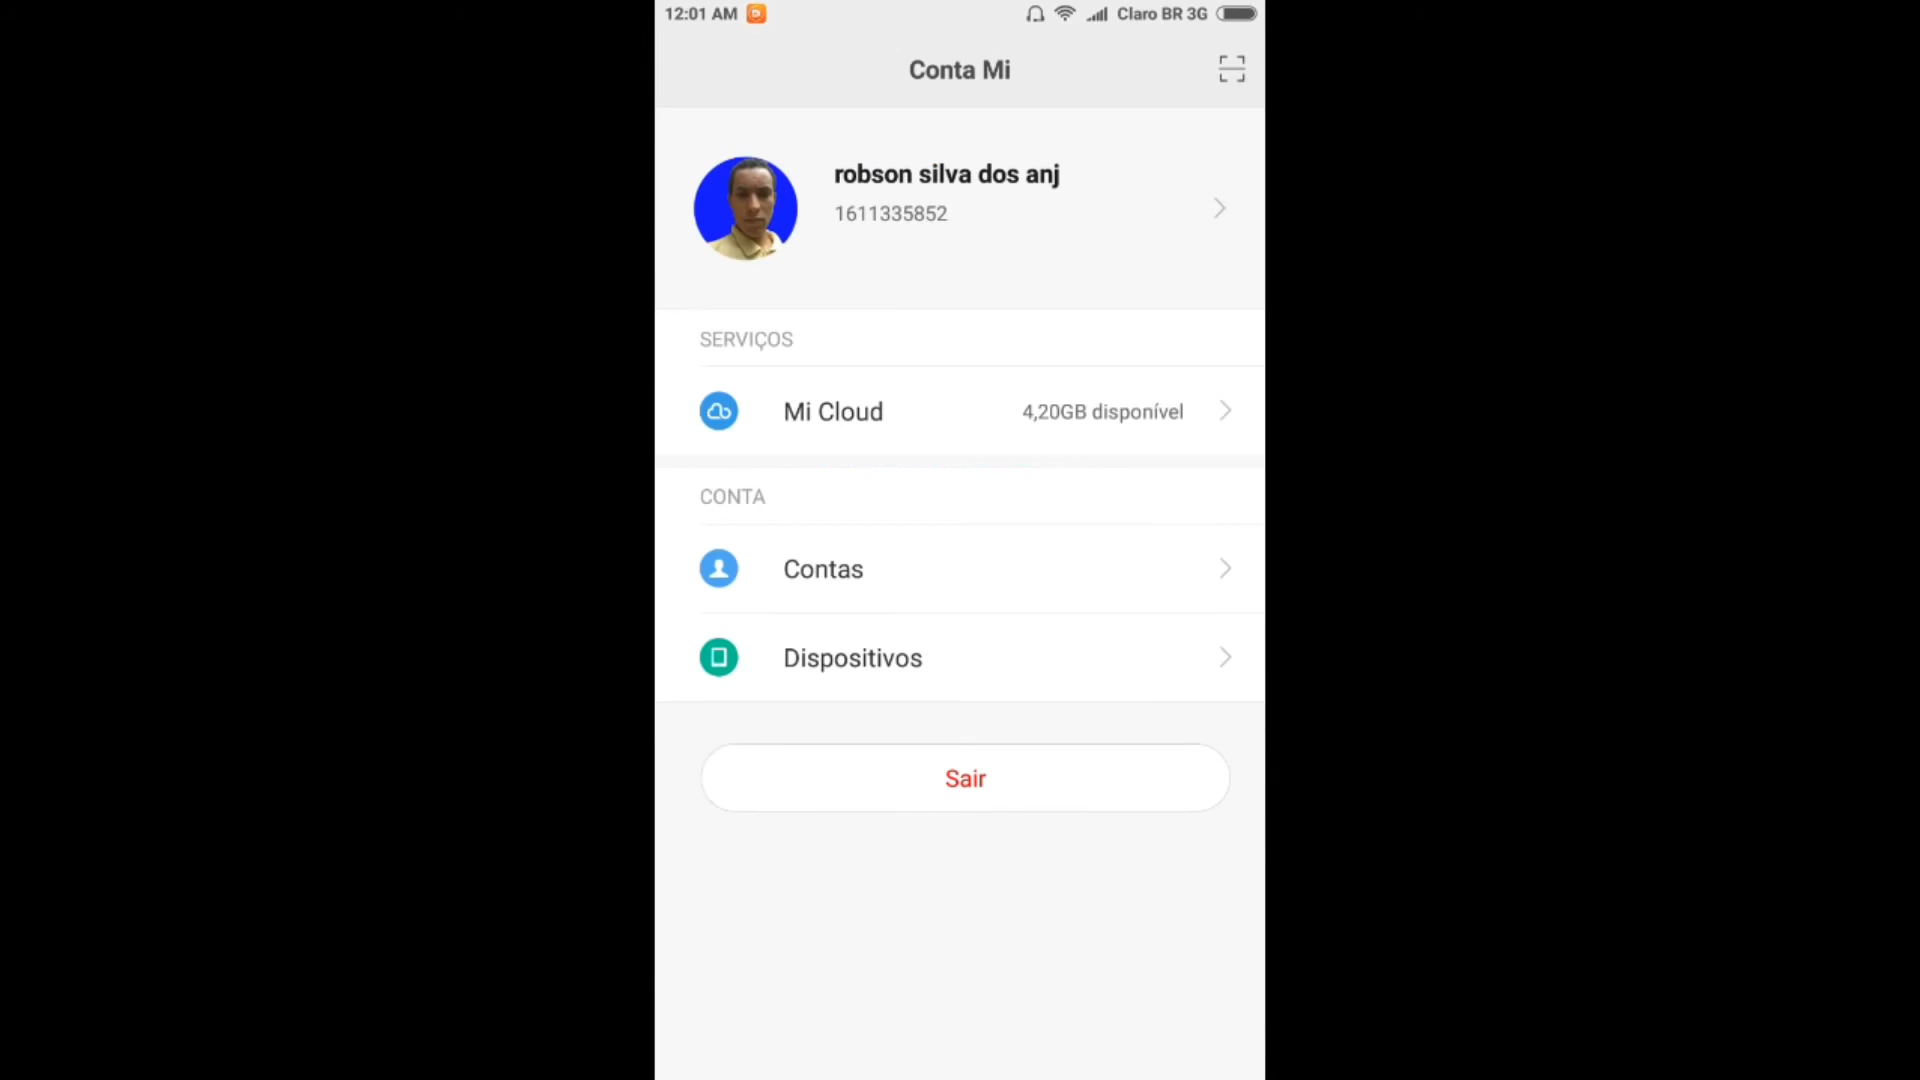 12:01 AM Claro BR 3G
Conta Mi
robson silva dos anj
1611335852
SERVIÇOS
Mi Cloud 4,20GB disponível
CONTA
Contas
Dispositivos
Sair